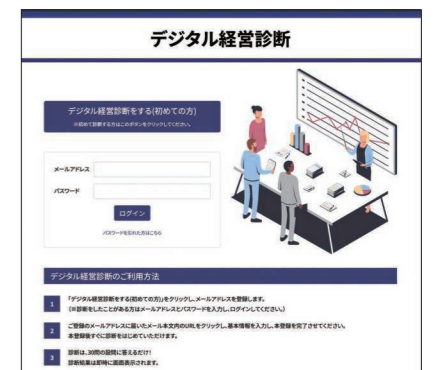 デジタル経営診断
デジタル経営診断をする(初めての方)
※初めて診断する方はこのボタンをクリックしてください。
メールアドレス
パスワード
ログイン
パスワードを忘れた方はこちら
デジタル経営診断のご利用方法
1 「デジタル経営診断をする(初めての方)」をクリックし、メールアドレスを登録します。
(※診断をしたことがある方はメールアドレスとパスワードを入力し、ログインしてください。)
2 ご登録のメールアドレスに届いたメール本文内のURLをクリックし、基本情報を入力し、本登録を完了させてください。
本登録後すぐに診断をはじめていただけます。
3 診断は、30問の設問に答えるだけ!
診断結果は即時に画面表示されます。